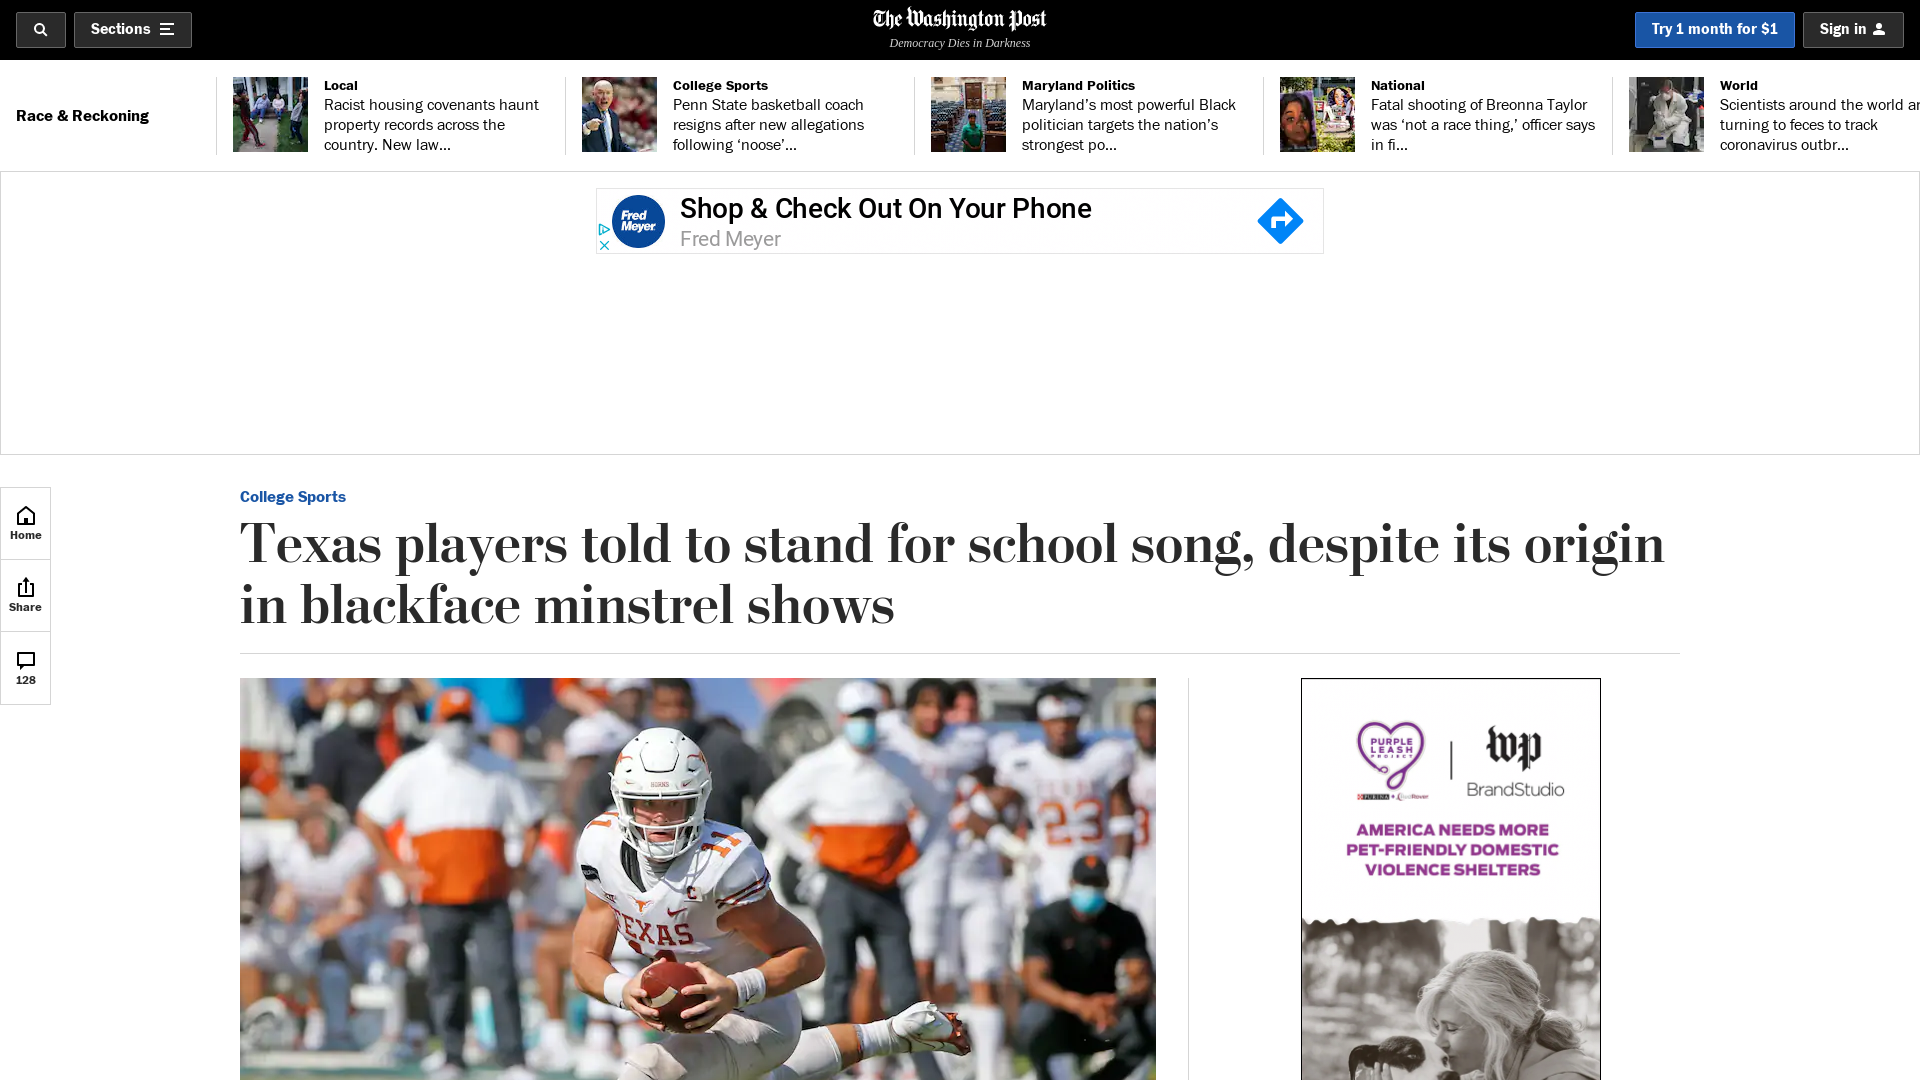 Sections
The Washington Post
Democracy Dies in Darkness
Try 1 month for $1
Sign in
Race & Reckoning
Local
Racist housing covenants haunt
property records across the
country. New law...
College Sports
Penn State basketball coach
resigns after new allegations
following ‘noose’...
Maryland Politics
Maryland’s most powerful Black
politician targets the nation’s
strongest po...
National
Fatal shooting of Breonna Taylor
was ‘not a race thing,’ officer says
in fi...
World
Scientists around the world ar
turning to feces to track
coronavirus outbr...
Fred
Meyer
Shop & Check Out On Your Phone
Fred Meyer
Home
Share
128
College Sports
Texas players told to stand for school song, despite its origin
in blackface minstrel shows
HORNS
11
C
TEXAS
23
PURPLE
LEASH
PROJECT
PURINA
wp
BrandStudio
AMERICA NEEDS MORE
PET-FRIENDLY DOMESTIC
VIOLENCE SHELTERS